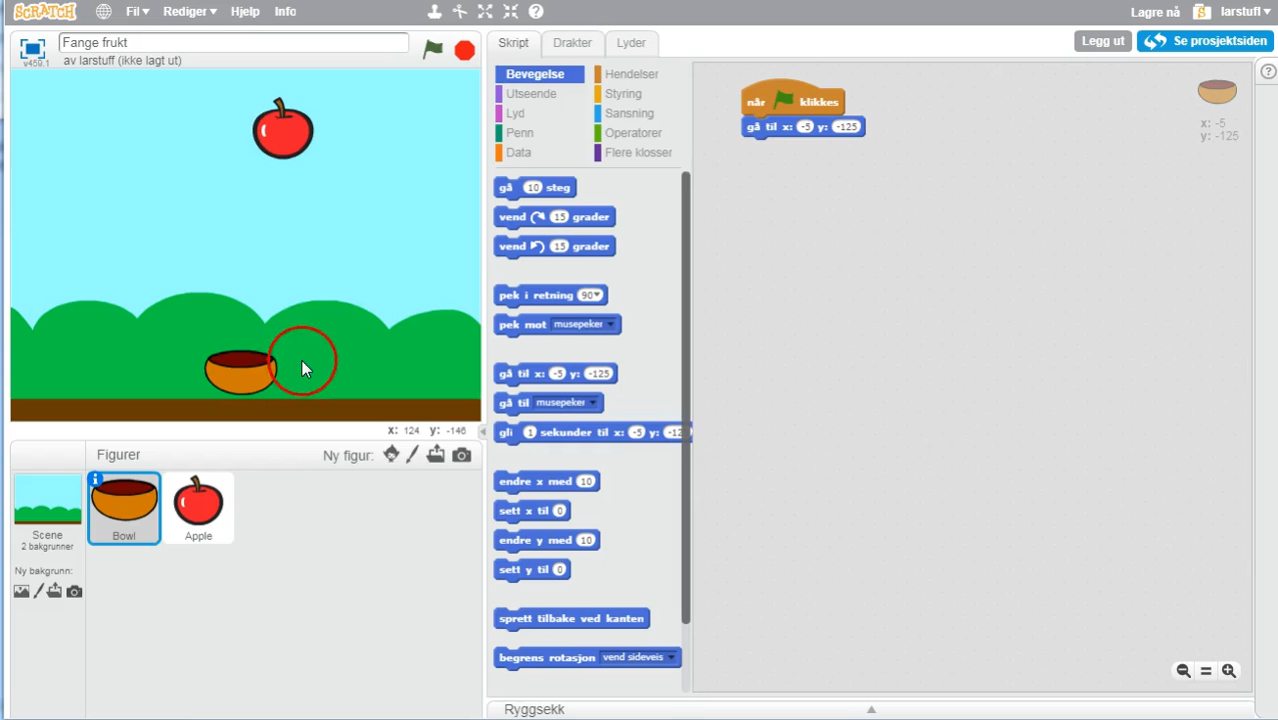 SCRATCH Fil Rediger Hjelp Info Lagre nå larstuff
v459.1 Fange frukt
av larstuff (ikke lagt ut)
Skript Drakter Lyder Legg ut Se prosjektsiden
Bevegelse Hendelser
Utseende Styring
Lyd Sansning
Penn Operatorer
Data Flere klosser
gå 10 steg
vend 15 grader
vend 15 grader
pek i retning 90
pek mot musepeker
gå til x: -5 y: -125
gå til musepeker
gli 1 sekunder til x: -5 y: -12
endre x med 10
sett x til 0
endre y med 10
sett y til 0
sprett tilbake ved kanten
begrens rotasjon vend sideveis
når klikkes
gå til x: -5 y: -125
x: -5
y: -125
x: 124 y: -146
Figurer Ny figur:
Scene
2 bakgrunner
Ny bakgrunn:
Bowl
Apple
Ryggsekk